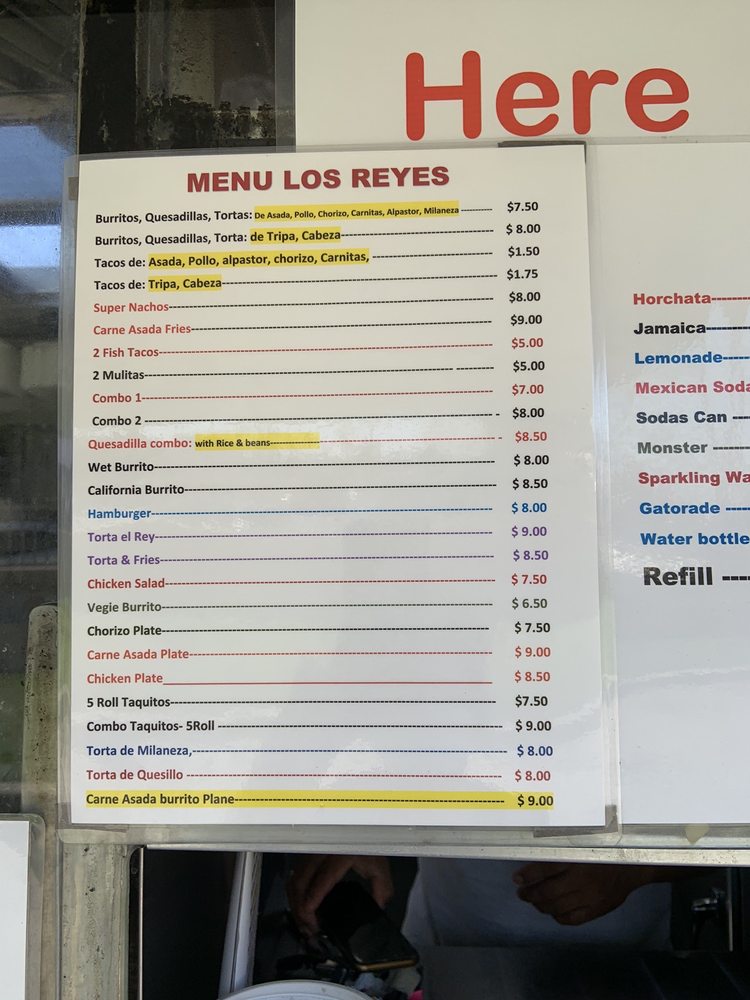 Here
MENU LOS REYES
Burritos, Quesadillas, Tortas: De Asada, Pollo, Chorizo, Carnitas, Alpastor, Milaneza ---------- $7.50
Burritos, Quesadillas, Torta: de Tripa, Cabeza---------- $ 8.00
Tacos de: Asada, Pollo, alpastor, chorizo, Carnitas, ---------- $1.50
Tacos de: Tripa, Cabeza---------- $1.75
Super Nachos---------- $8.00
Carne Asada Fries---------- $9.00
2 Fish Tacos---------- $5.00
2 Mulitas---------- $5.00
Combo 1---------- $7.00
Combo 2 ---------- $8.00
Quesadilla combo: with Rice & beans---------- $8.50
Wet Burrito---------- $ 8.00
California Burrito---------- $ 8.50
Hamburger---------- $ 8.00
Torta el Rey---------- $ 9.00
Torta & Fries---------- $ 8.50
Chicken Salad---------- $ 7.50
Vegie Burrito---------- $ 6.50
Chorizo Plate---------- $ 7.50
Carne Asada Plate---------- $ 9.00
Chicken Plate__________ $ 8.50
5 Roll Taquitos---------- $7.50
Combo Taquitos- 5Roll ---------- $ 9.00
Torta de Milaneza,---------- $ 8.00
Torta de Quesillo ---------- $ 8.00
Carne Asada burrito Plane---------- $ 9.00
Horchata----------
Jamaica----------
Lemonade-----
Mexican Soda
Sodas Can ---
Monster ------
Sparkling Wa
Gatorade ----
Water bottle
Refill ---